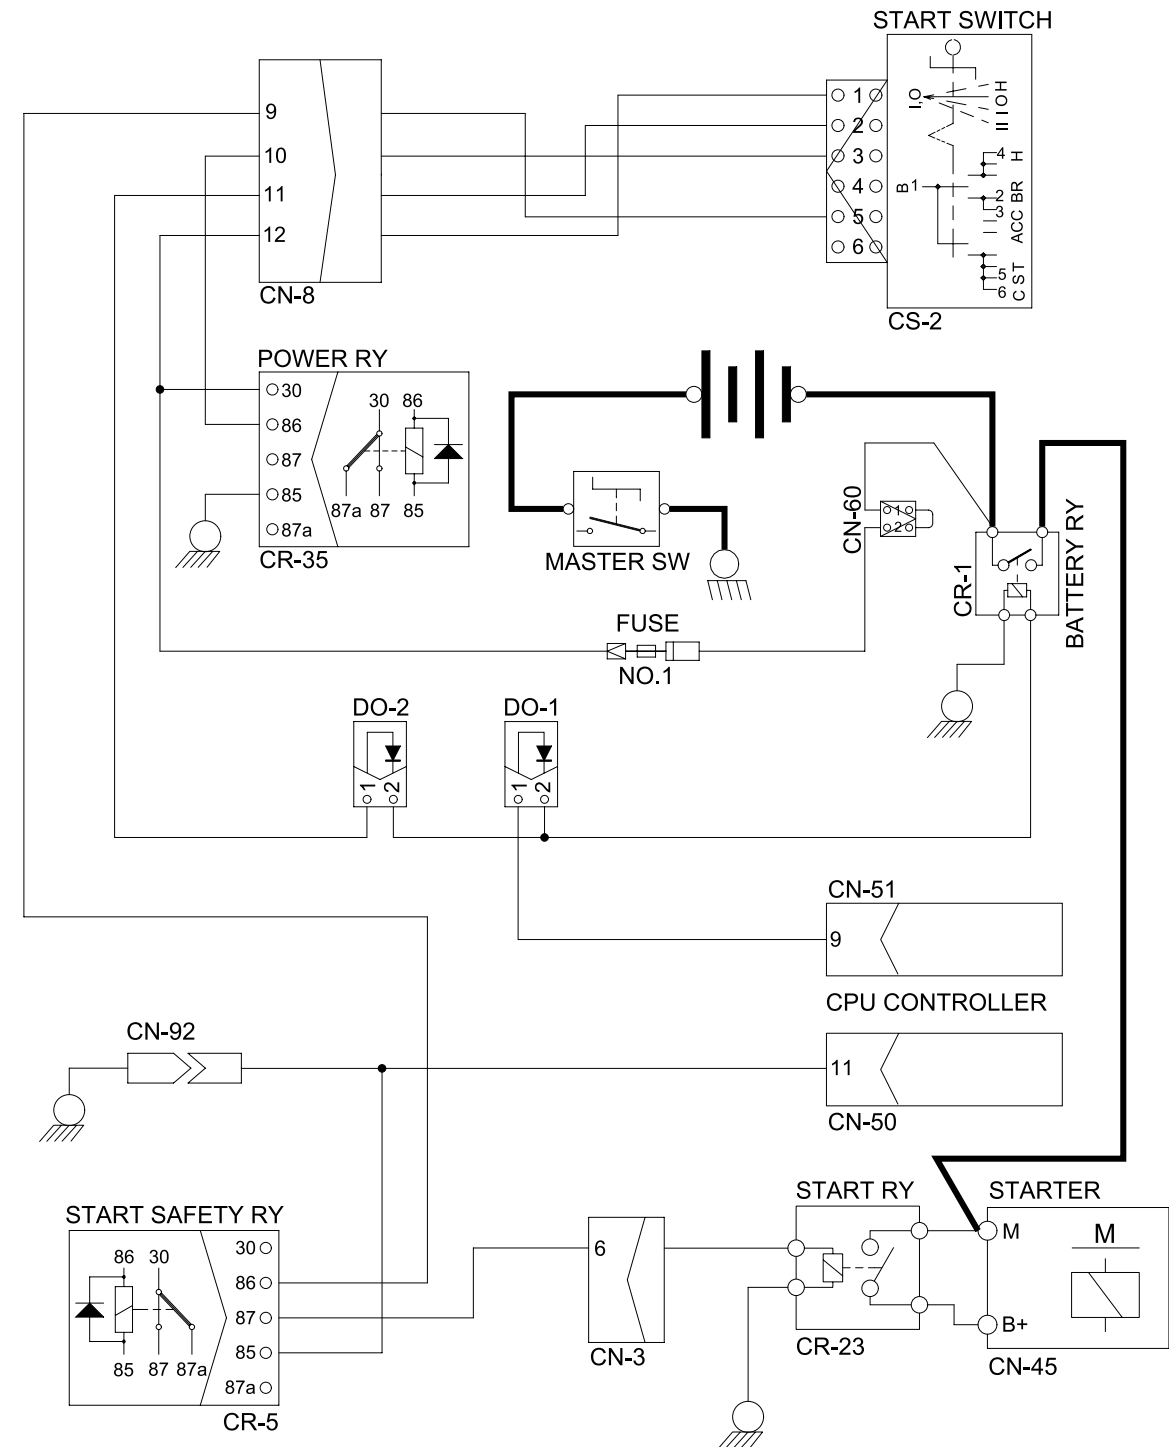 START SWITCH
9
10
11
12
CN-8
1
2
3
4
5
6
I,O
H
O
I
II
4 H
B 1
2 BR
3 ACC
5 ST
6 C
CS-2
POWER RY
30
86
87
85
87a
30 86
87a 87 85
CR-35
MASTER SW
CN-60
1
2
CR-1
BATTERY RY
FUSE
NO.1
DO-2
1 2
DO-1
1 2
CN-51
9
CPU CONTROLLER
CN-92
11
CN-50
START SAFETY RY
86 30
85 87 87a
30
86
87
85
87a
CR-5
6
CN-3
START RY
CR-23
STARTER
M
M
B+
CN-45